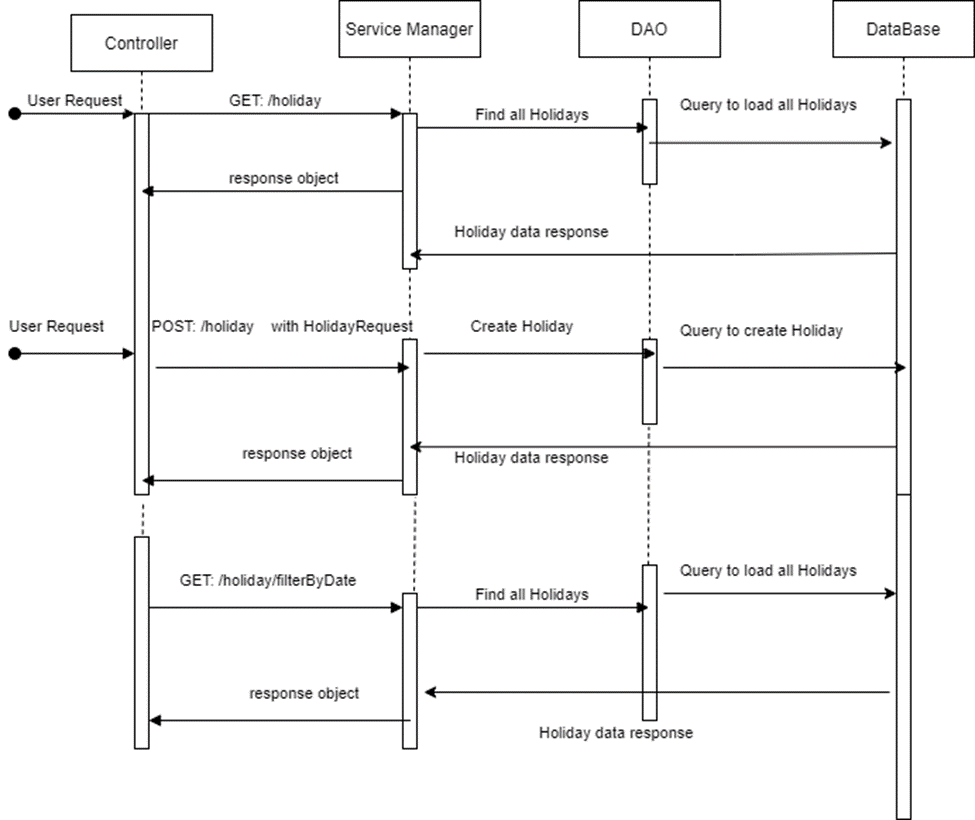 Controller
Service Manager
DAO
DataBase
User Request
GET: /holiday
Find all Holidays
Query to load all Holidays
response object
Holiday data response
User Request
POST: /holiday with HolidayRequest
Create Holiday
Query to create Holiday
response object
Holiday data response
GET: /holiday/filterByDate
Find all Holidays
Query to load all Holidays
response object
Holiday data response